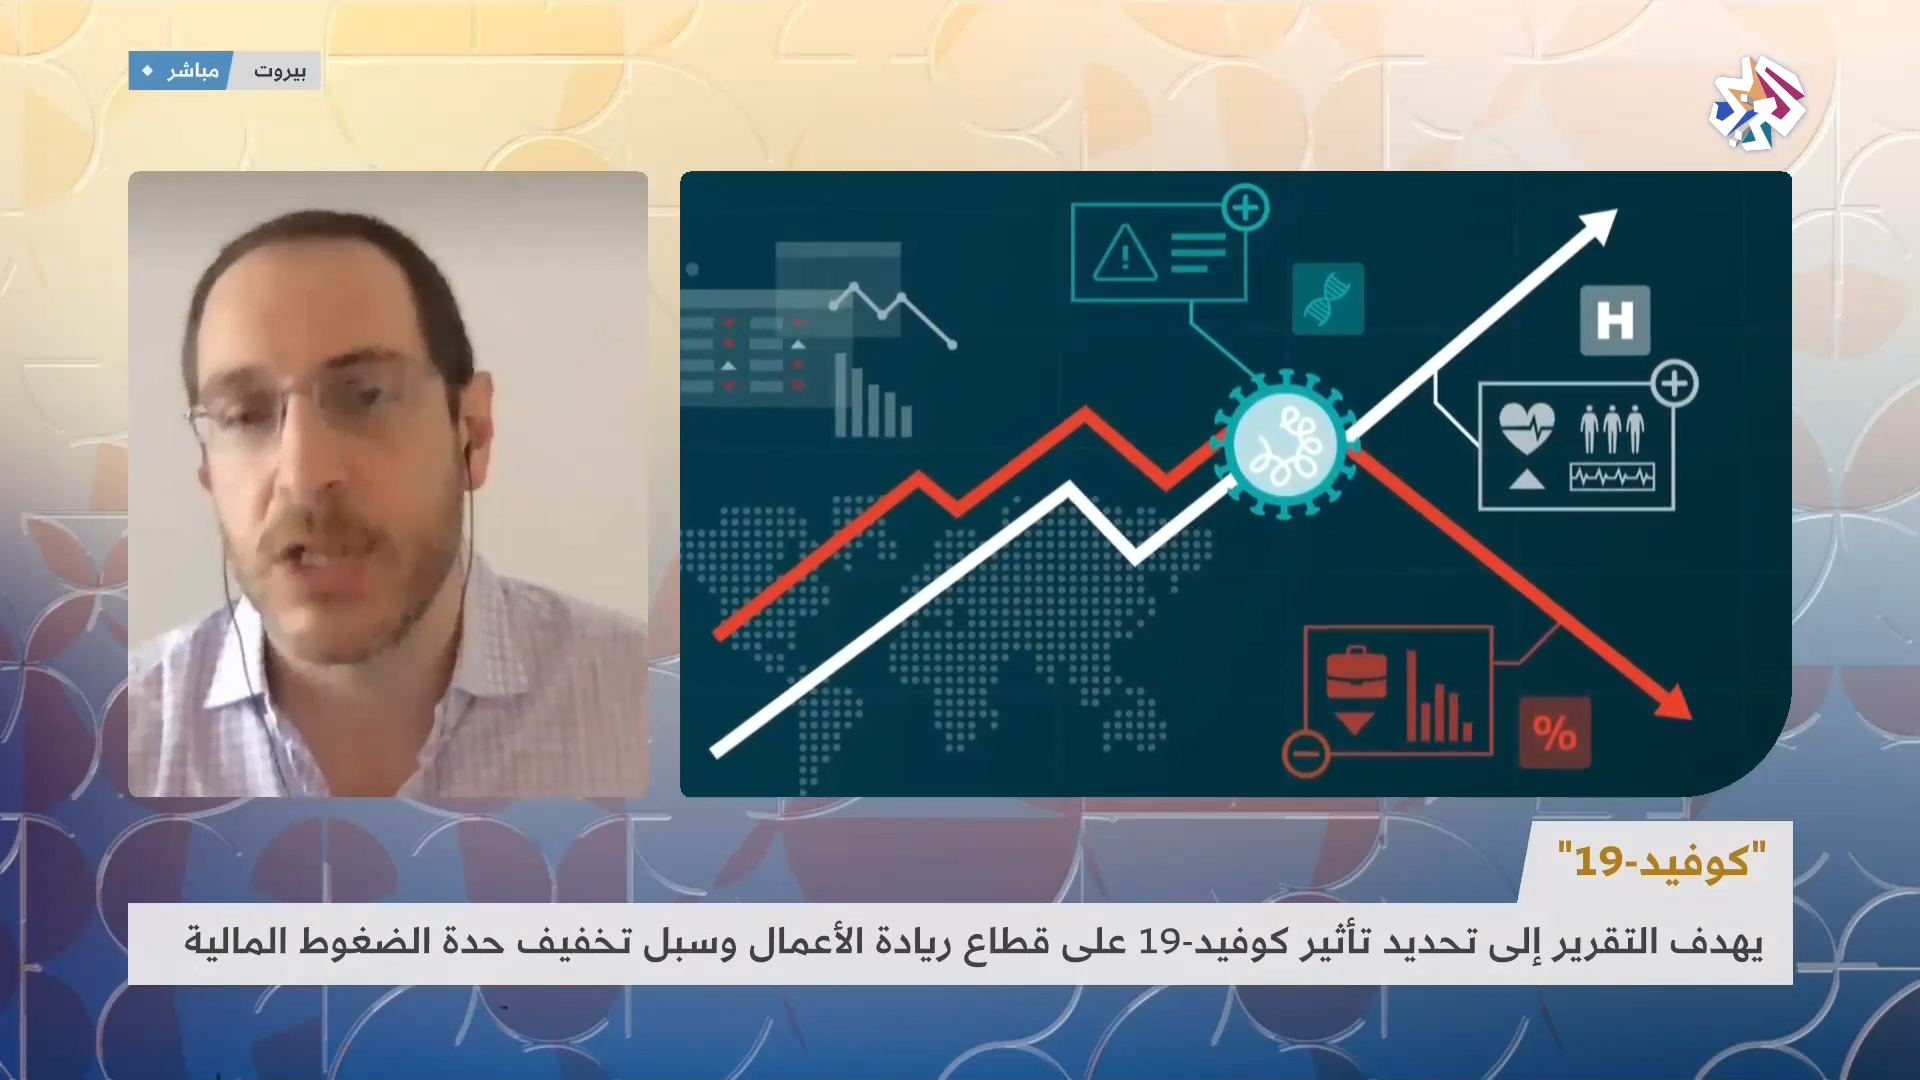 بيروت مباشر
H
%
"كوفيد-19"
يهدف التقرير إلى تحديد تأثير كوفيد-19 على قطاع ريادة الأعمال وسبل تخفيف حدة الضغوط المالية